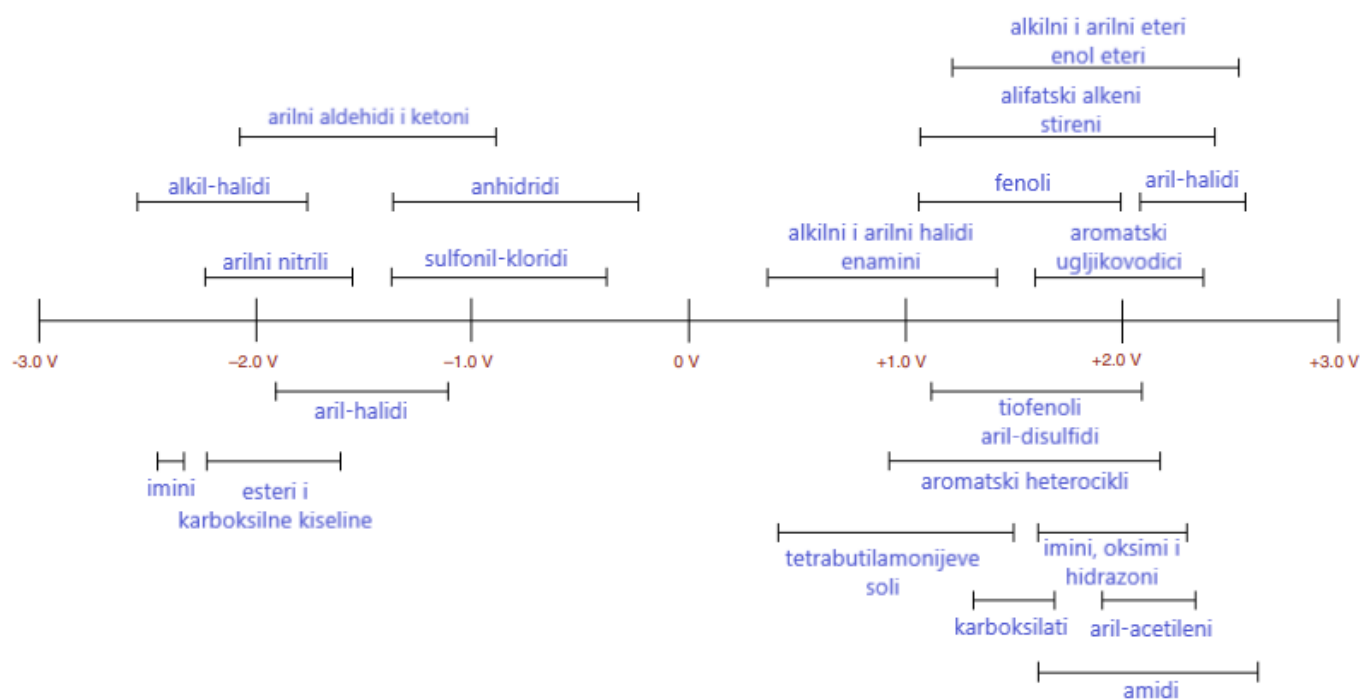 alkilni i arilni eteri
enol eteri
arilni aldehidi i ketoni
alifatski alkeni
stireni
alkil-halidi
anhidridi
fenoli
aril-halidi
arilni nitrili
sulfonil-kloridi
alkilni i arilni halidi
enamini
aromatski
ugljikovodici
-3.0 V
–2.0 V
–1.0 V
0 V
+1.0 V
+2.0 V
+3.0 V
aril-halidi
tiofenoli
aril-disulfidi
imini
esteri i
karboksilne kiseline
aromatski heterocikli
tetrabutilamonijeve
soli
imini, oksimi i
hidrazoni
karboksilati
aril-acetileni
amidi